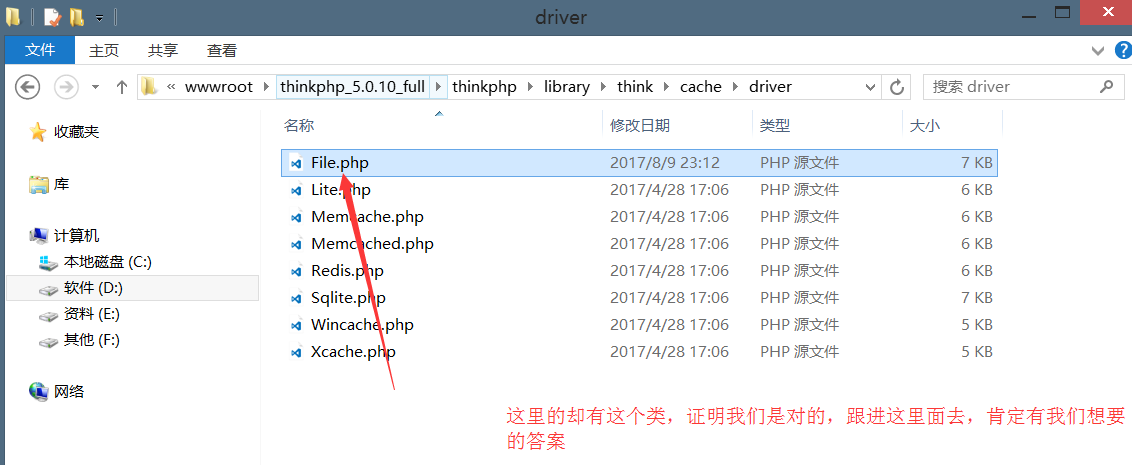 driver
文件 主页 共享 查看
« wwwroot thinkphp_5.0.10_full thinkphp library think cache driver 搜索 driver
名称 修改日期 类型 大小
收藏夹
库
计算机
本地磁盘 (C:)
软件 (D:)
资料 (E:)
其他 (F:)
网络
File.php 2017/8/9 23:12 PHP 源文件 7 KB
Lite.php 2017/4/28 17:06 PHP 源文件 6 KB
Memcache.php 2017/4/28 17:06 PHP 源文件 6 KB
Memcached.php 2017/4/28 17:06 PHP 源文件 6 KB
Redis.php 2017/4/28 17:06 PHP 源文件 6 KB
Sqlite.php 2017/4/28 17:06 PHP 源文件 7 KB
Wincache.php 2017/4/28 17:06 PHP 源文件 5 KB
Xcache.php 2017/4/28 17:06 PHP 源文件 5 KB
这里的却有这个类，证明我们是对的，跟进这里面去，肯定有我们想要
的答案